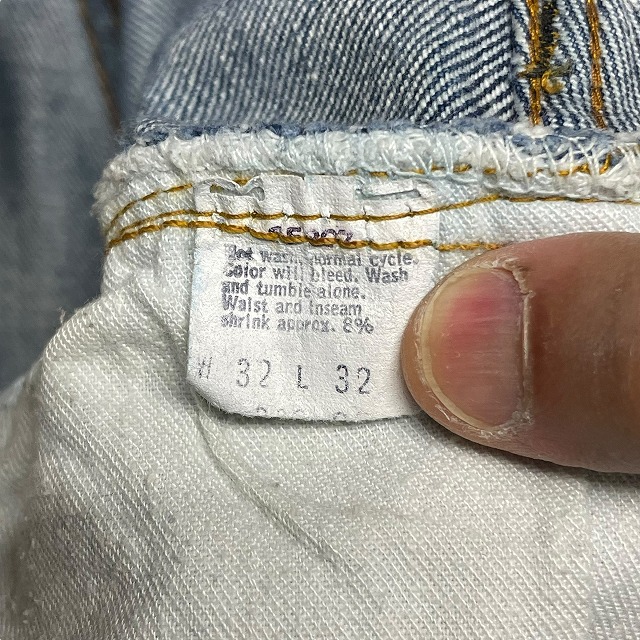 Hot wash normal cycle.
Color will bleed. Wash
and tumble alone.
Waist and Inseam
shrink approx. 8%
W 32 L 32